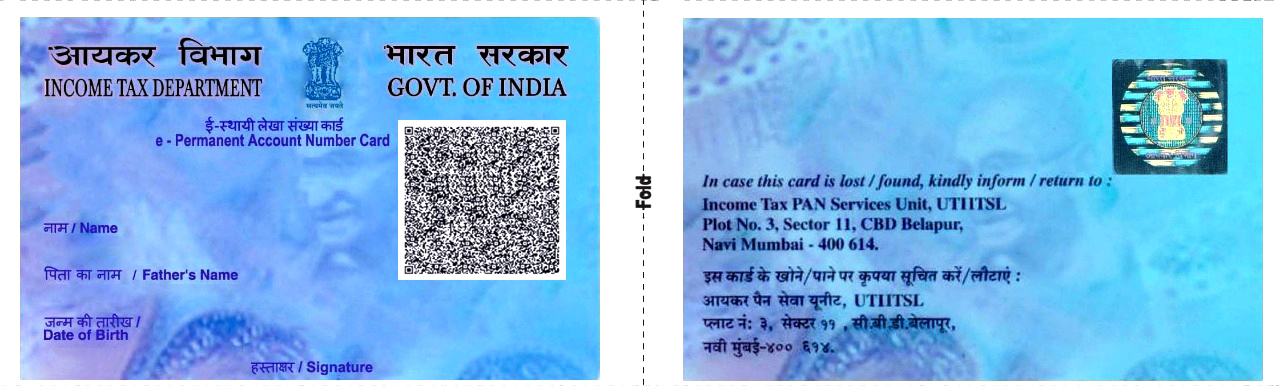 आयकर विभाग
INCOME TAX DEPARTMENT
सत्यमेव जयते
भारत सरकार
GOVT. OF INDIA
ई-स्थायी लेखा संख्या कार्ड
e - Permanent Account Number Card
नाम / Name
पिता का नाम / Father's Name
जन्म की तारीख /
Date of Birth
हस्ताक्षर / Signature
Fold
In case this card is lost / found, kindly inform / return to :
Income Tax PAN Services Unit, UTIITSL
Plot No. 3, Sector 11, CBD Belapur,
Navi Mumbai - 400 614.
इस कार्ड के खोने/पाने पर कृपया सूचित करें/लौटाएं :
आयकर पैन सेवा यूनीट, UTIITSL
प्लाट नं: ३, सेक्टर ११ , सी.बी.डी.बेलापूर,
नवी मुंबई-४०० ६१४.